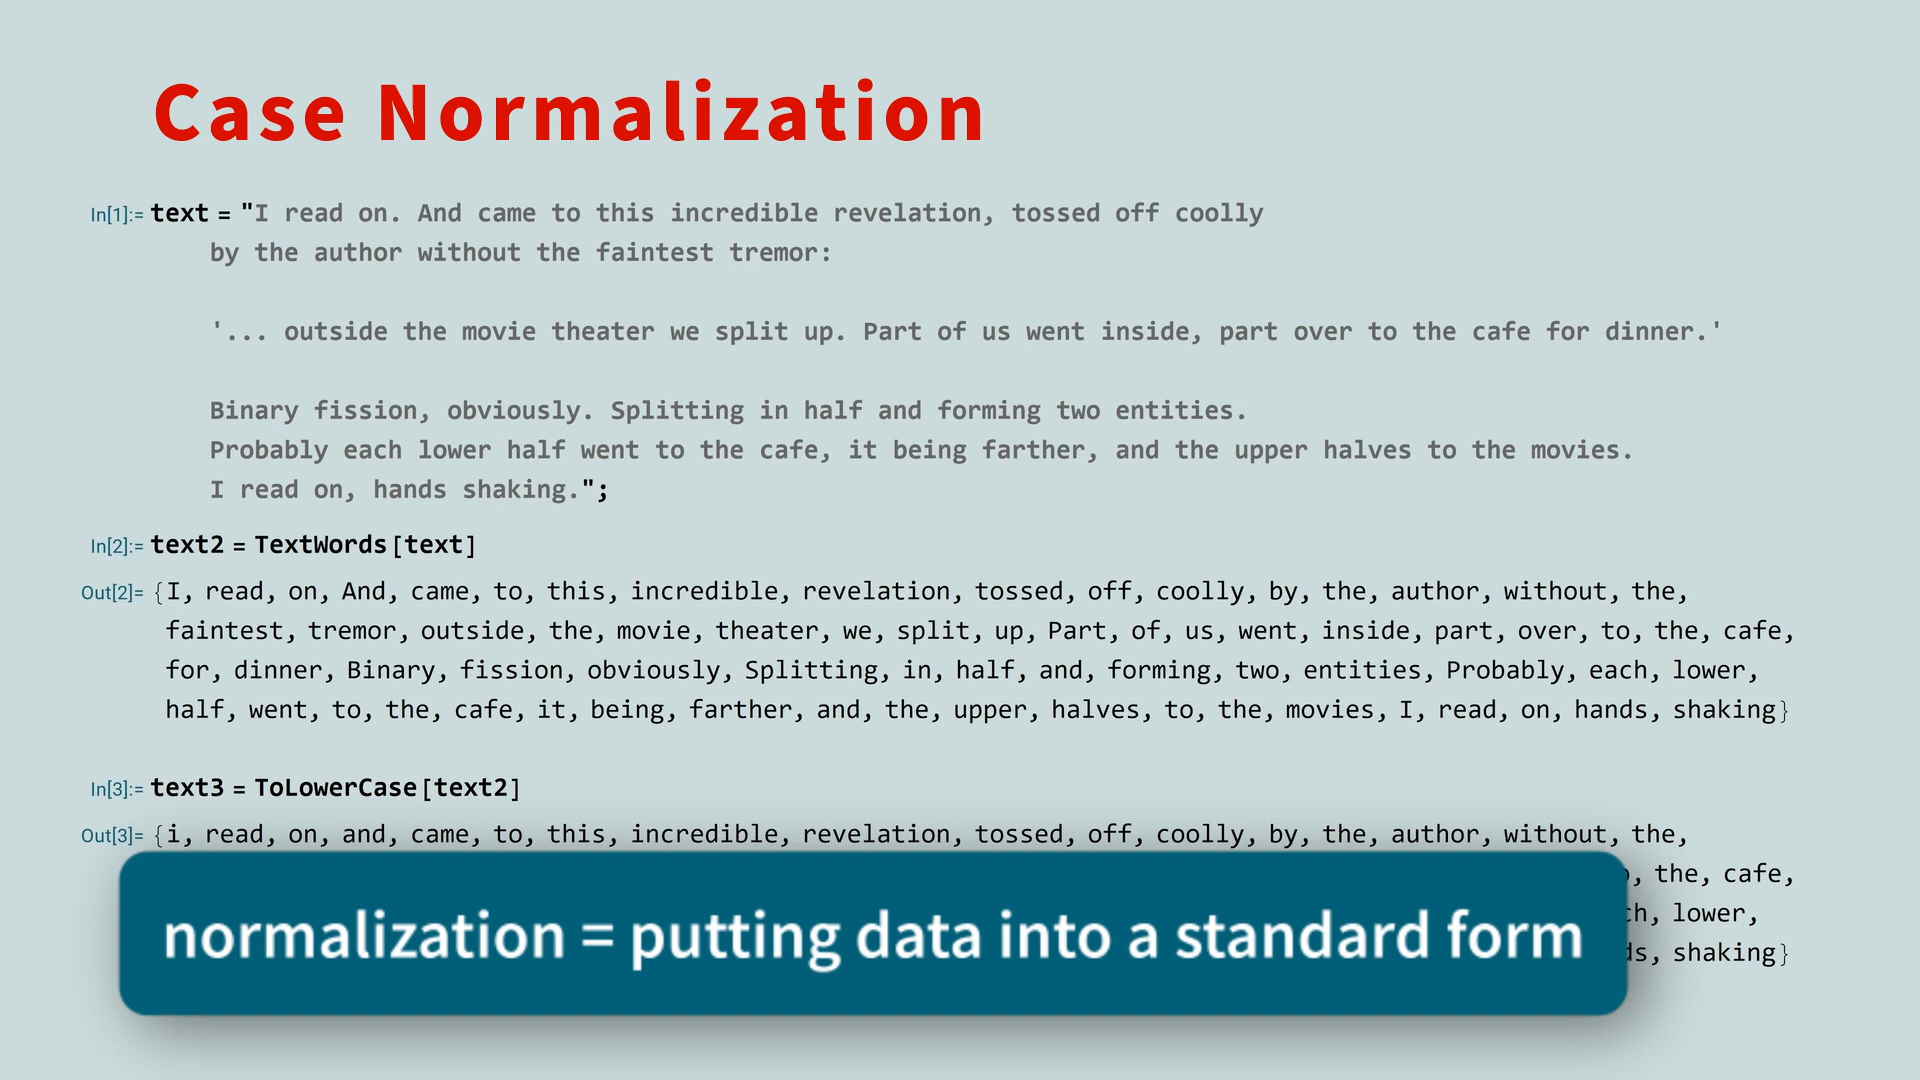 Case Normalization
In[1]:= text = "I read on. And came to this incredible revelation, tossed off coolly
by the author without the faintest tremor:
'... outside the movie theater we split up. Part of us went inside, part over to the cafe for dinner.'
Binary fission, obviously. Splitting in half and forming two entities.
Probably each lower half went to the cafe, it being farther, and the upper halves to the movies.
I read on, hands shaking.";
In[2]:= text2 = TextWords[text]
Out[2]= {I, read, on, And, came, to, this, incredible, revelation, tossed, off, coolly, by, the, author, without, the,
faintest, tremor, outside, the, movie, theater, we, split, up, Part, of, us, went, inside, part, over, to, the, cafe,
for, dinner, Binary, fission, obviously, Splitting, in, half, and, forming, two, entities, Probably, each, lower,
half, went, to, the, cafe, it, being, farther, and, the, upper, halves, to, the, movies, I, read, on, hands, shaking}
In[3]:= text3 = ToLowerCase[text2]
Out[3]= {i, read, on, and, came, to, this, incredible, revelation, tossed, off, coolly, by, the, author, without, the,
the, cafe,
lower,
shaking}
normalization = putting data into a standard form